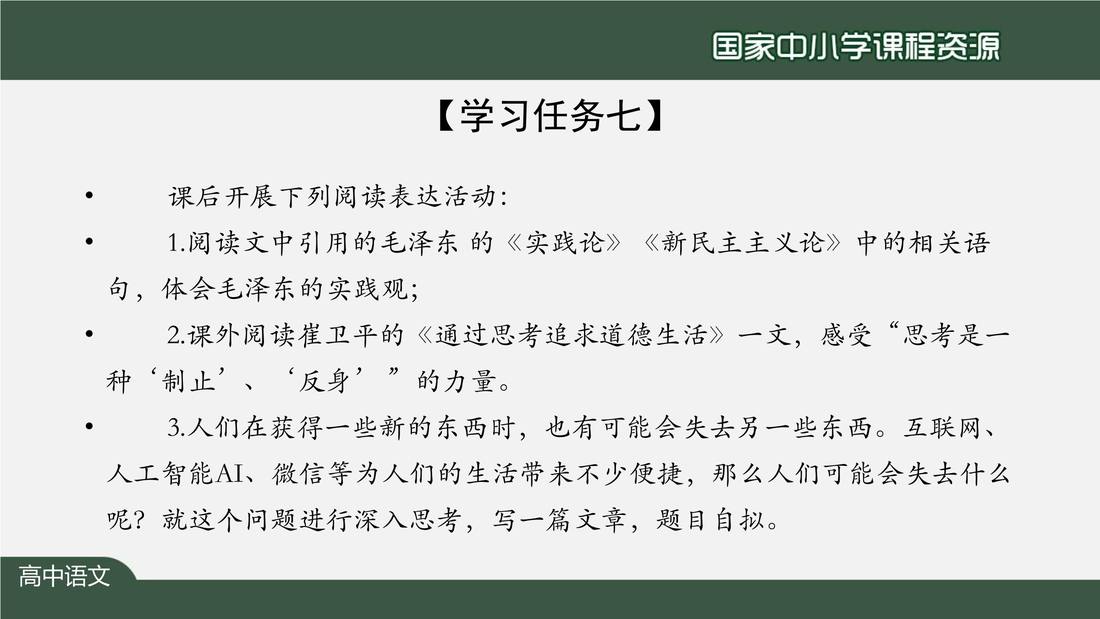 国家中小学课程资源
【学习任务七】
• 课后开展下列阅读表达活动：
• 1.阅读文中引用的毛泽东 的《实践论》《新民主主义论》中的相关语
句，体会毛泽东的实践观；
• 2.课外阅读崔卫平的《通过思考追求道德生活》一文，感受“思考是一
种‘制止’、‘反身’ ”的力量。
• 3.人们在获得一些新的东西时，也有可能会失去另一些东西。互联网、
人工智能AI、微信等为人们的生活带来不少便捷，那么人们可能会失去什么
呢？就这个问题进行深入思考，写一篇文章，题目自拟。
高中语文